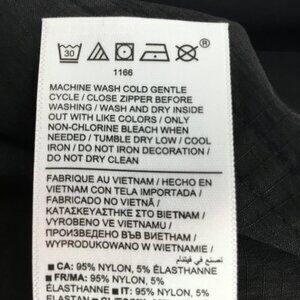 30
®
1166
MACHINE WASH COLD GENTLE
CYCLE / CLOSE ZIPPER BEFORE
WASHING / WASH AND DRY INSIDE
OUT WITH LIKE COLORS / ONLY
NON-CHLORINE BLEACH WHEN
NEEDED / TUMBLE DRY LOW / COOL
IRON / DO NOT IRON DECORATION /
DO NOT DRY CLEAN
FABRIQUE AU VIETNAM / HECHO EN
VIETNAM CON TELA IMPORTADA /
FABRICADO NO VIETNÃ /
ΚΑΤΑΣΚΕΥΑΣΤΗΚΕ ΣΤΟ ΒΙΕΤΝΑΜ /
VYROBENO VE VIETNAMU /
ПРОИЗВЕДЕНО ВЪВ ВИЕТНАМ /
WYPRODUKOWANO W WIETNAMIE /
صنع في فيتنام
■ CA: 95% NYLON, 5% ÉLASTHANNE
■ FR/MA: 95% NYLON, 5%
ÉLASTHANNE ■ IT: 95% NYLON, 5%